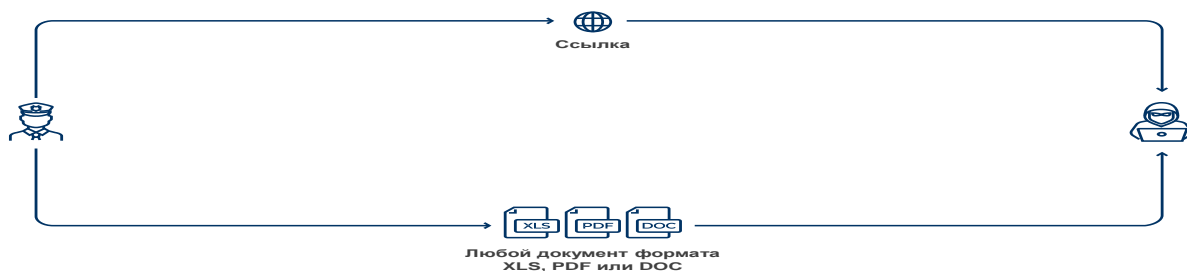 Ссылка
XLS PDF DOC
Любой документ формата
XLS, PDF или DOC